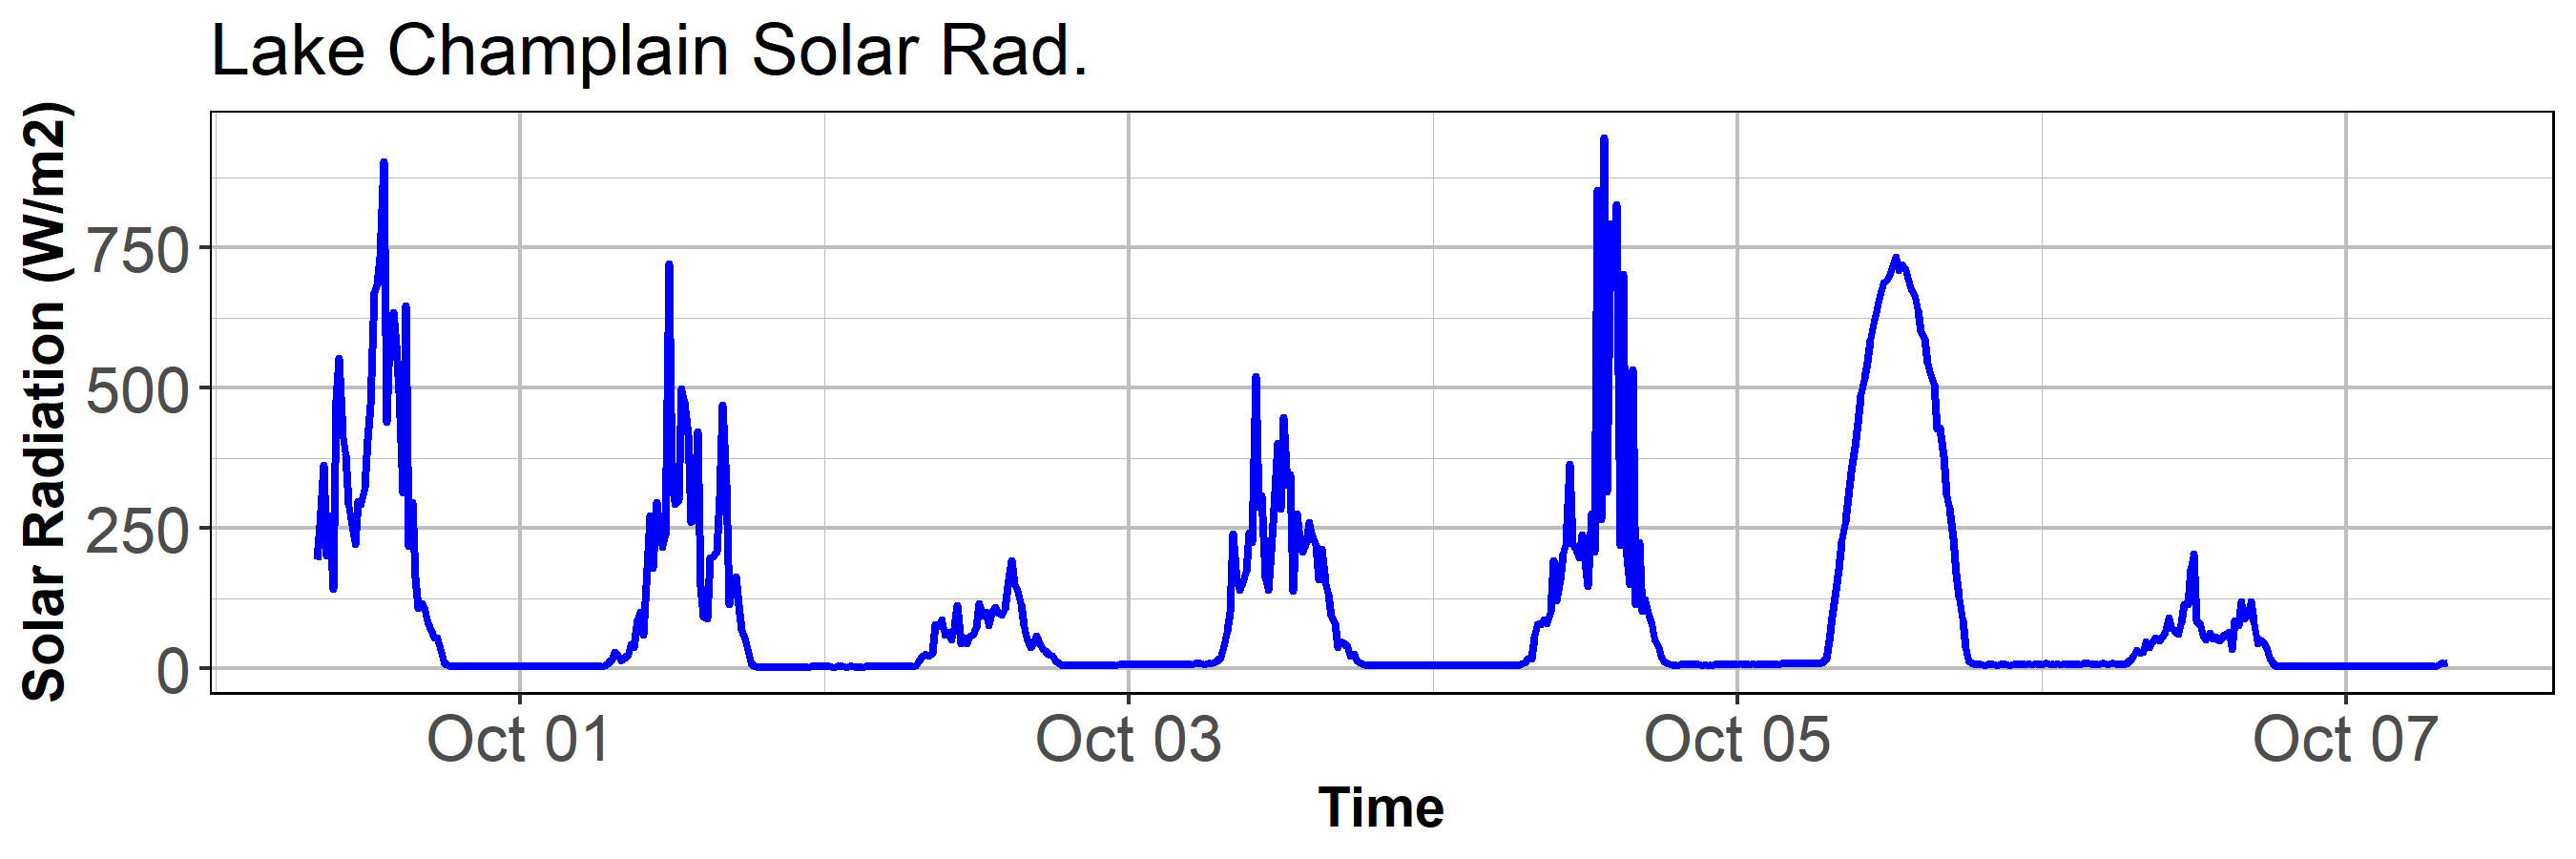 Lake Champlain Solar Rad.
Solar Radiation (W/m2)
750
500
250
0
Oct 01 Oct 03 Oct 05 Oct 07
Time